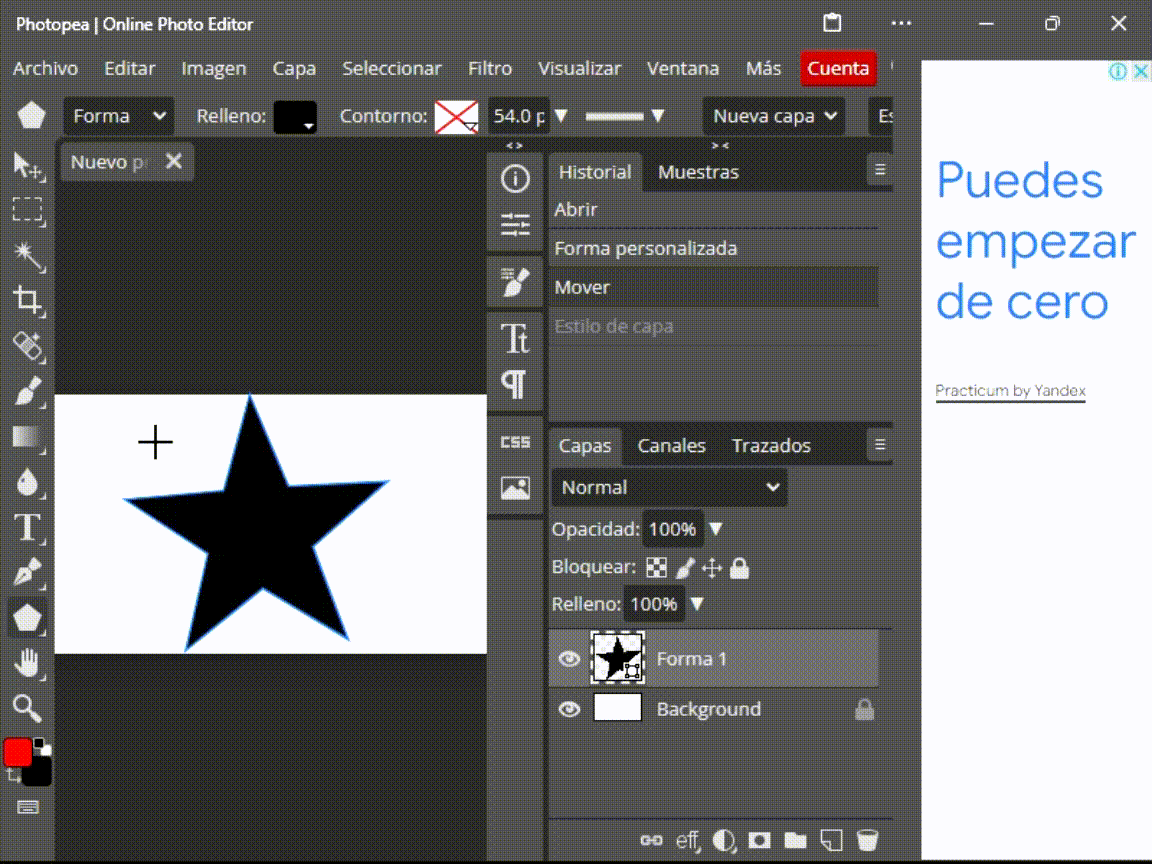 Photopea | Online Photo Editor
Archivo Editar Imagen Capa Seleccionar Filtro Visualizar Ventana Más Cuenta
Forma Relleno: Contorno: 54.0 p Nueva capa Es
Nuevo p
Historial Muestras
Abrir
Forma personalizada
Mover
Estilo de capa
CSS
Capas Canales Trazados
Normal
Opacidad: 100%
Bloquear:
Relleno: 100%
Forma 1
Background
eff
Puedes
empezar
de cero
Practicum by Yandex